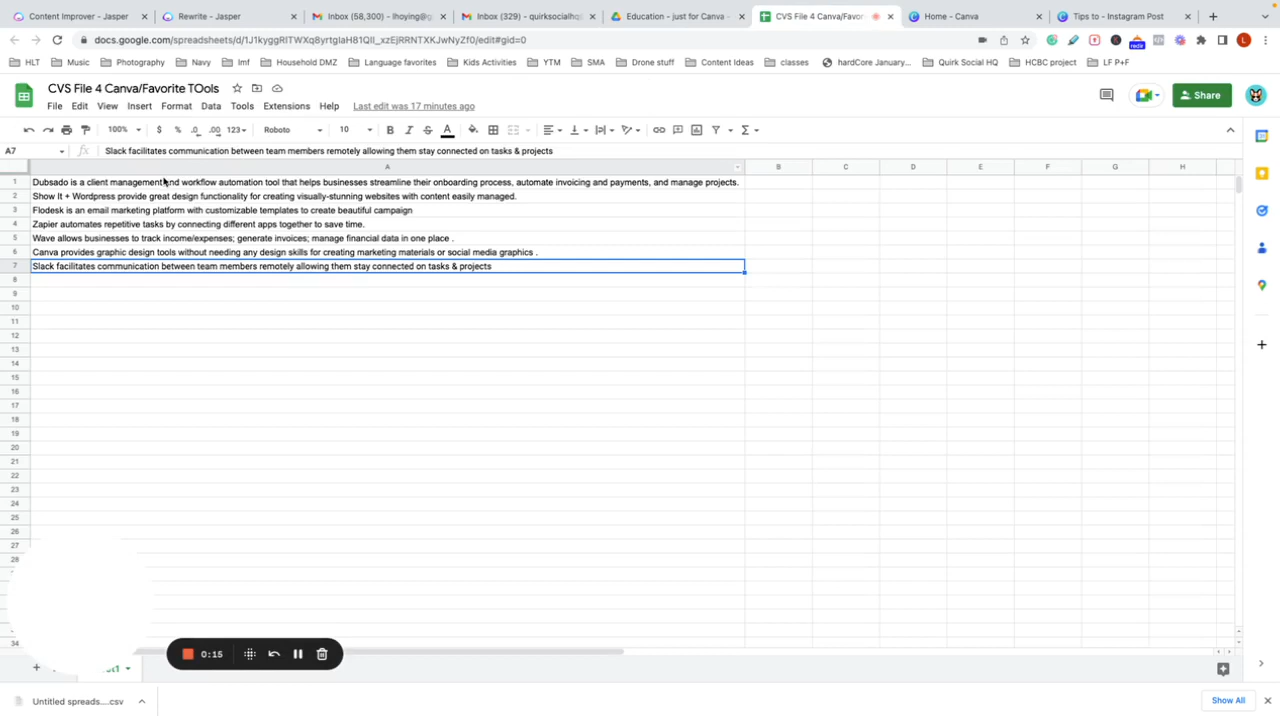 Content Improver - Jasper
Rewrite - Jasper
Inbox (58,300) - lhoying@g
Inbox (329) - quirksocialhq
Education - just for Canva -
CVS File 4 Canva/Favor
Home - Canva
Tips to - Instagram Post
docs.google.com/spreadsheets/d/1J1kyggRlTWXq8yrtgIaH81QII_xzEjRRNTXKJwNyZf0/edit#gid=0
HLT
Music
Photography
Navy
Imf
Household DMZ
Language favorites
Kids Activities
YTM
SMA
Drone stuff
Content Ideas
classes
hardCore January...
Quirk Social HQ
HCBC project
LF P+F
CVS File 4 Canva/Favorite TOols
File Edit View Insert Format Data Tools Extensions Help Last edit was 17 minutes ago
Share
100% $ % .0 .00 123 Roboto 10 B I S A
A7 fx Slack facilitates communication between team members remotely allowing them stay connected on tasks & projects
A B C D E F G H
1 Dubsado is a client management and workflow automation tool that helps businesses streamline their onboarding process, automate invoicing and payments, and manage projects.
2 Show It + Wordpress provide great design functionality for creating visually-stunning websites with content easily managed.
3 Flodesk is an email marketing platform with customizable templates to create beautiful campaign
4 Zapier automates repetitive tasks by connecting different apps together to save time.
5 Wave allows businesses to track income/expenses; generate invoices; manage financial data in one place .
6 Canva provides graphic design tools without needing any design skills for creating marketing materials or social media graphics .
7 Slack facilitates communication between team members remotely allowing them stay connected on tasks & projects
8
9
10
11
12
13
14
15
16
17
18
19
20
21
22
23
24
25
26
27
28
34
0:15
Untitled spreads....csv
Show All